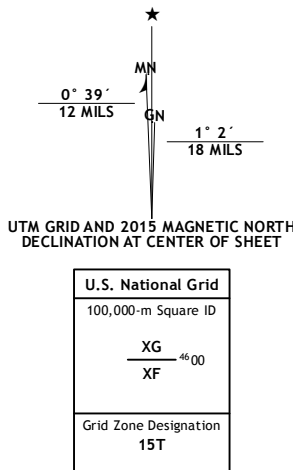 ★
MN
0° 39´
12 MILS
GN
1° 2´
18 MILS
UTM GRID AND 2015 MAGNETIC NORTH
DECLINATION AT CENTER OF SHEET
U.S. National Grid
100,000-m Square ID
XG
4600
XF
Grid Zone Designation
15T